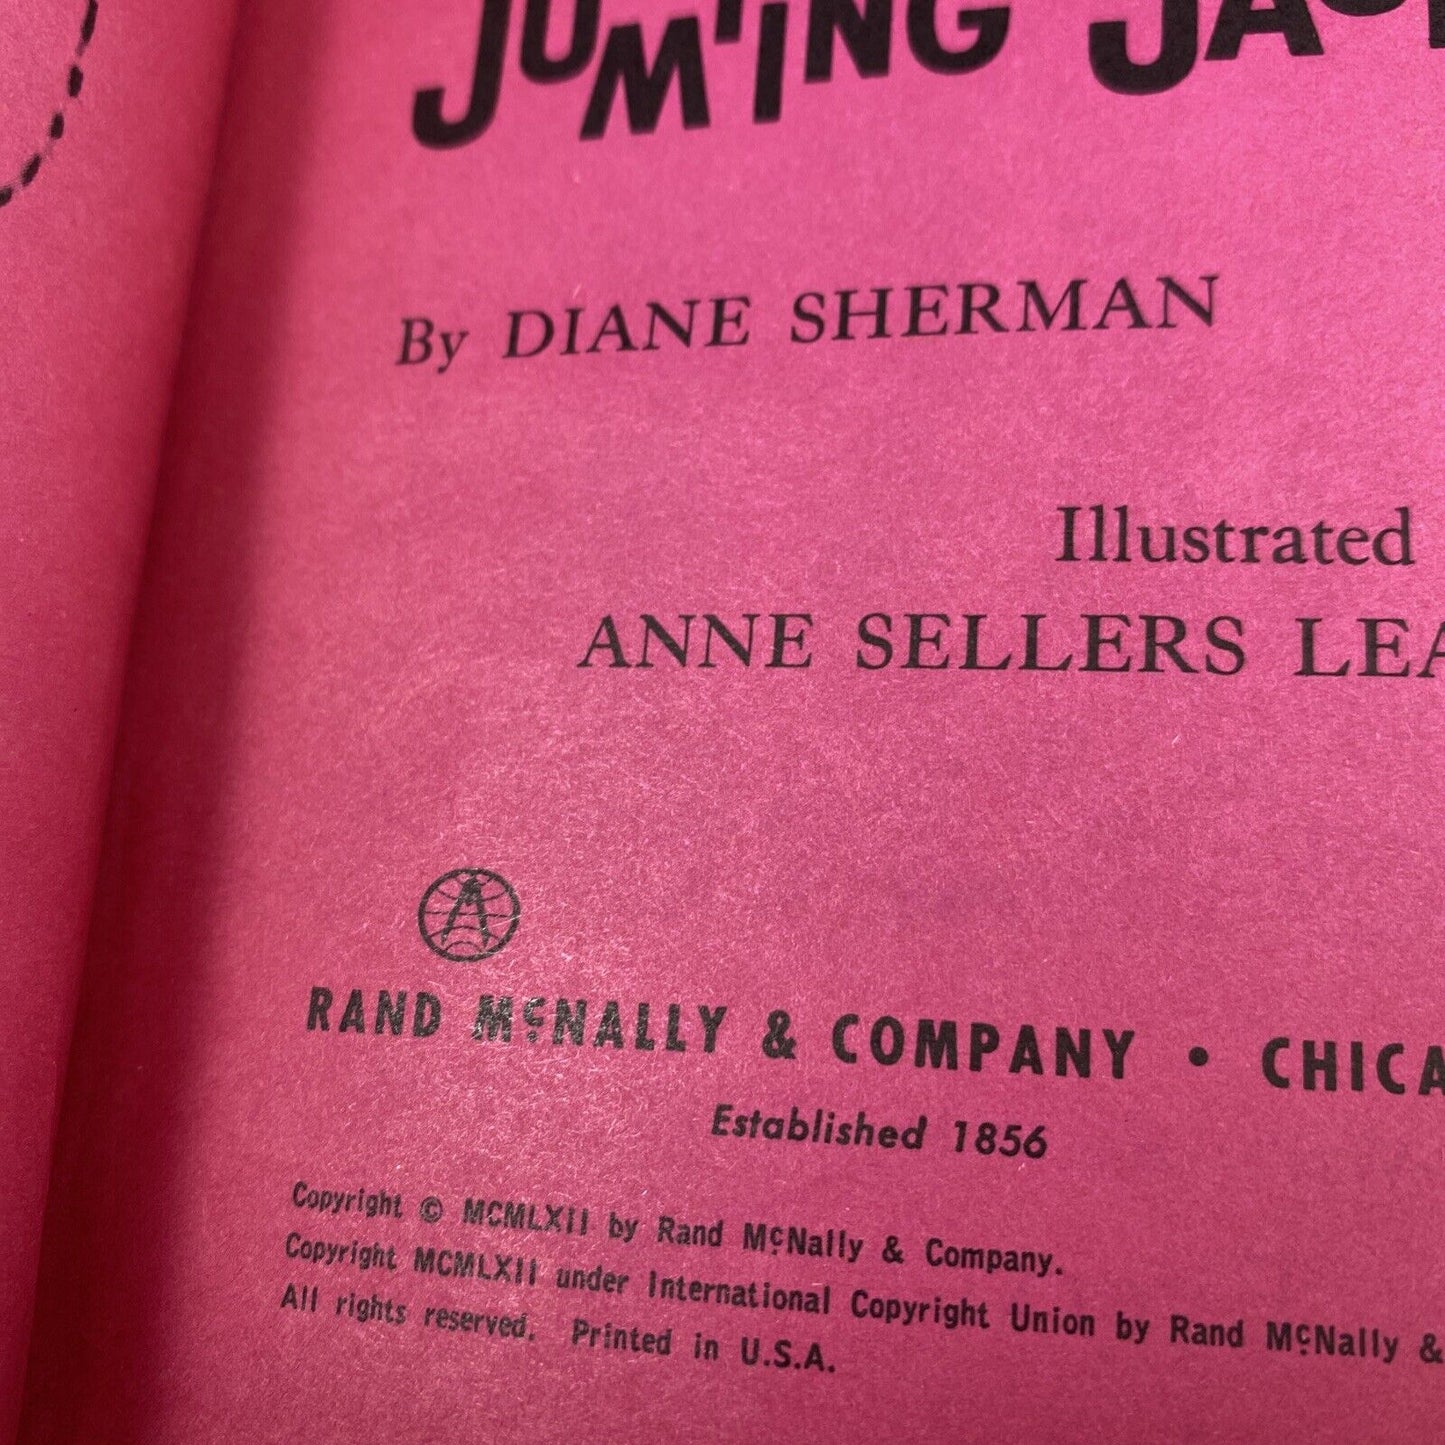 JUMPING JACK
By DIANE SHERMAN
Illustrated
ANNE SELLERS LEA
RAND McNALLY & COMPANY • CHICA
Established 1856
Copyright © MCMLXII by Rand McNally & Company.
Copyright MCMLXII under International Copyright Union by Rand McNally &
All rights reserved. Printed in U.S.A.